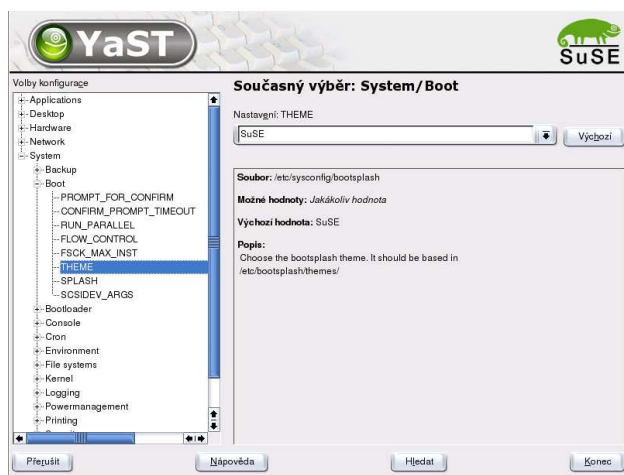 YaST
SuSE
Volby konfigurace
Applications
Desktop
Hardware
Network
System
Backup
Boot
PROMPT_FOR_CONFIRM
CONFIRM_PROMPT_TIMEOUT
RUN_PARALLEL
FLOW_CONTROL
FSCK_MAX_INST
THEME
SPLASH
SCSIDEV_ARGS
Bootloader
Console
Cron
Environment
File systems
Kernel
Logging
Powermanagement
Printing
Současný výběr: System/Boot
Nastavení: THEME
SuSE
Výchozí
Soubor: /etc/sysconfig/bootsplash
Možné hodnoty: Jakákoliv hodnota
Výchozí hodnota: SuSE
Popis:
Choose the bootsplash theme. It should be based in
/etc/bootsplash/themes/
Přerušit
Nápověda
Hledat
Konec